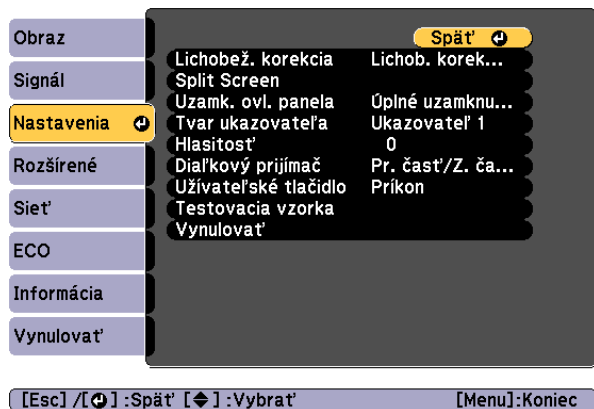 Obraz
Signál
Nastavenia
Rozšírené
Sieť
ECO
Informácia
Vynulovať
Späť
Lichobež. korekcia Lichob. korek...
Split Screen
Uzamk. ovl. panela Úplné uzamknu...
Tvar ukazovateľa Ukazovateľ 1
Hlasitosť 0
Diaľkový prijímač Pr. časť/Z. ča...
Užívateľské tlačidlo Príkon
Testovacia vzorka
Vynulovať
[Esc] /[ ] :Späť [ ] :Vybrať [Menu]:Koniec